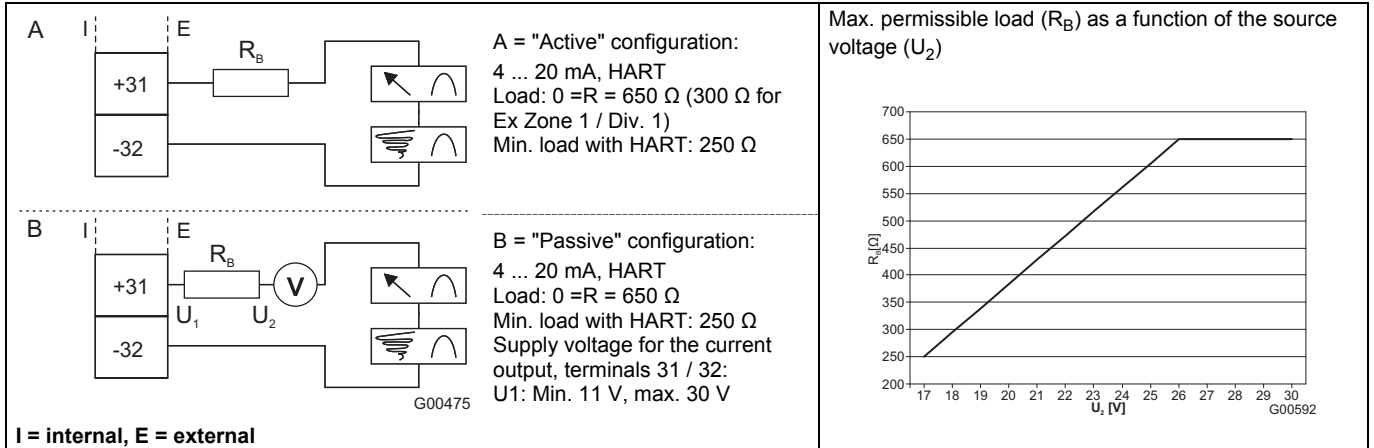 A
I
E
R_B
+31
-32
A = "Active" configuration:
4 ... 20 mA, HART
Load: 0 =R = 650 Ω (300 Ω for
Ex Zone 1 / Div. 1)
Min. load with HART: 250 Ω
B
I
E
R_B
V
+31
U_1 U_2
-32
G00475
B = "Passive" configuration:
4 ... 20 mA, HART
Load: 0 =R = 650 Ω
Min. load with HART: 250 Ω
Supply voltage for the current
output, terminals 31 / 32:
U1: Min. 11 V, max. 30 V
I = internal, E = external
Max. permissible load (R_B) as a function of the source
voltage (U_2)
700
650
600
550
500
450
400
350
300
250
200
R_B[Ω]
17 18 19 20 21 22 23 24 25 26 27 28 29 30
U_2 [V]
G00592